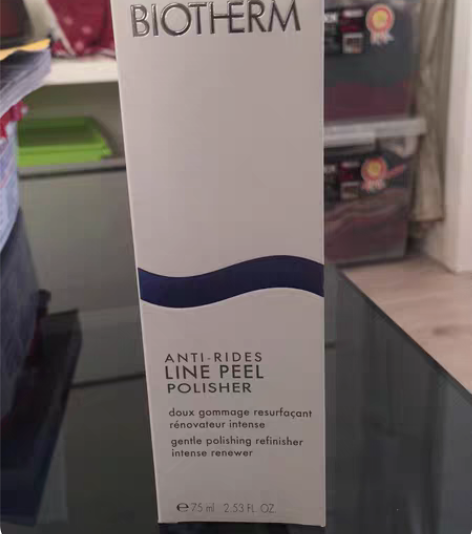 BIOTHERM
ANTI-RIDES
LINE PEEL
POLISHER
doux gommage resurfaçant
rénovateur intense
gentle polishing refinisher
intense renewer
℮ 75 ml 2.53 FL. OZ.